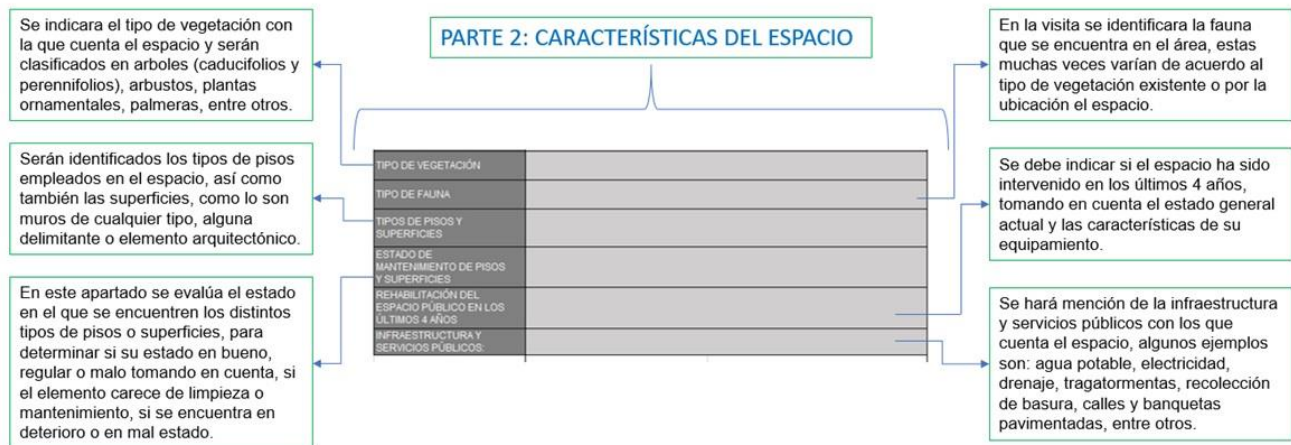 PARTE 2: CARACTERÍSTICAS DEL ESPACIO
Se indicara el tipo de vegetación con
la que cuenta el espacio y serán
clasificados en arboles (caducifolios y
perennifolios), arbustos, plantas
ornamentales, palmeras, entre otros.
Serán identificados los tipos de pisos
empleados en el espacio, así como
también las superficies, como lo son
muros de cualquier tipo, alguna
delimitante o elemento arquitectónico.
En este apartado se evalúa el estado
en el que se encuentren los distintos
tipos de pisos o superficies, para
determinar si su estado en bueno,
regular o malo tomando en cuenta, si
el elemento carece de limpieza o
mantenimiento, si se encuentra en
deterioro o en mal estado.
TIPO DE VEGETACIÓN
TIPO DE FAUNA
TIPOS DE PISOS Y
SUPERFICIES
ESTADO DE
MANTENIMIENTO DE PISOS
Y SUPERFICIES
REHABILITACIÓN DEL
ESPACIO PÚBLICO EN LOS
ÚLTIMOS 4 AÑOS
INFRAESTRUCTURA Y
SERVICIOS PÚBLICOS:
En la visita se identificara la fauna
que se encuentra en el área, estas
muchas veces varían de acuerdo al
tipo de vegetación existente o por la
ubicación el espacio.
Se debe indicar si el espacio ha sido
intervenido en los últimos 4 años,
tomando en cuenta el estado general
actual y las características de su
equipamiento.
Se hará mención de la infraestructura
y servicios públicos con los que
cuenta el espacio, algunos ejemplos
son: agua potable, electricidad,
drenaje, tragatormentas, recolección
de basura, calles y banquetas
pavimentadas, entre otros.